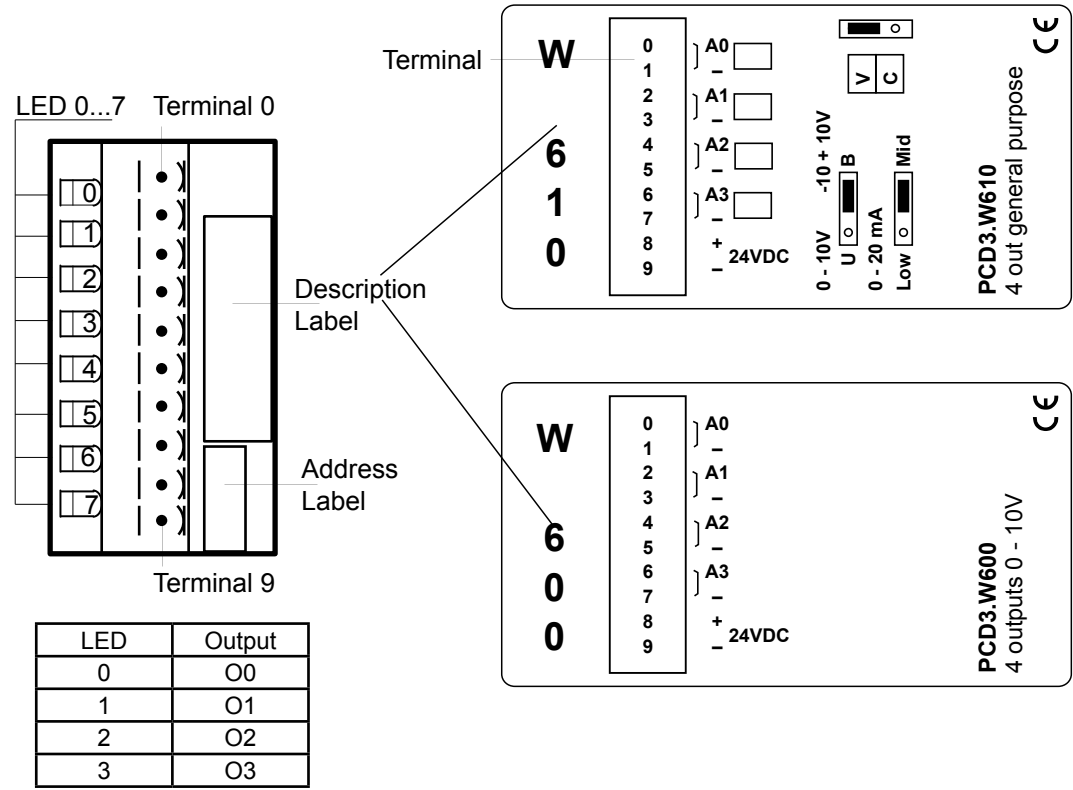 LED 0...7
Terminal 0
0
1
2
3
4
5
6
7
Description
Label
Address
Label
Terminal 9
LED Output
0 O0
1 O1
2 O2
3 O3
Terminal
W
6
1
0
0 A0
1 –
2 A1
3 –
4 A2
5 –
6 A3
7 –
8 + 24VDC
9 –
V C
0 - 10V -10 + 10V
U B
0 - 20 mA
Low Mid
PCD3.W610
4 out general purpose
CE
W
6
0
0
0 A0
1 –
2 A1
3 –
4 A2
5 –
6 A3
7 –
8 + 24VDC
9 –
PCD3.W600
4 outputs 0 - 10V
CE